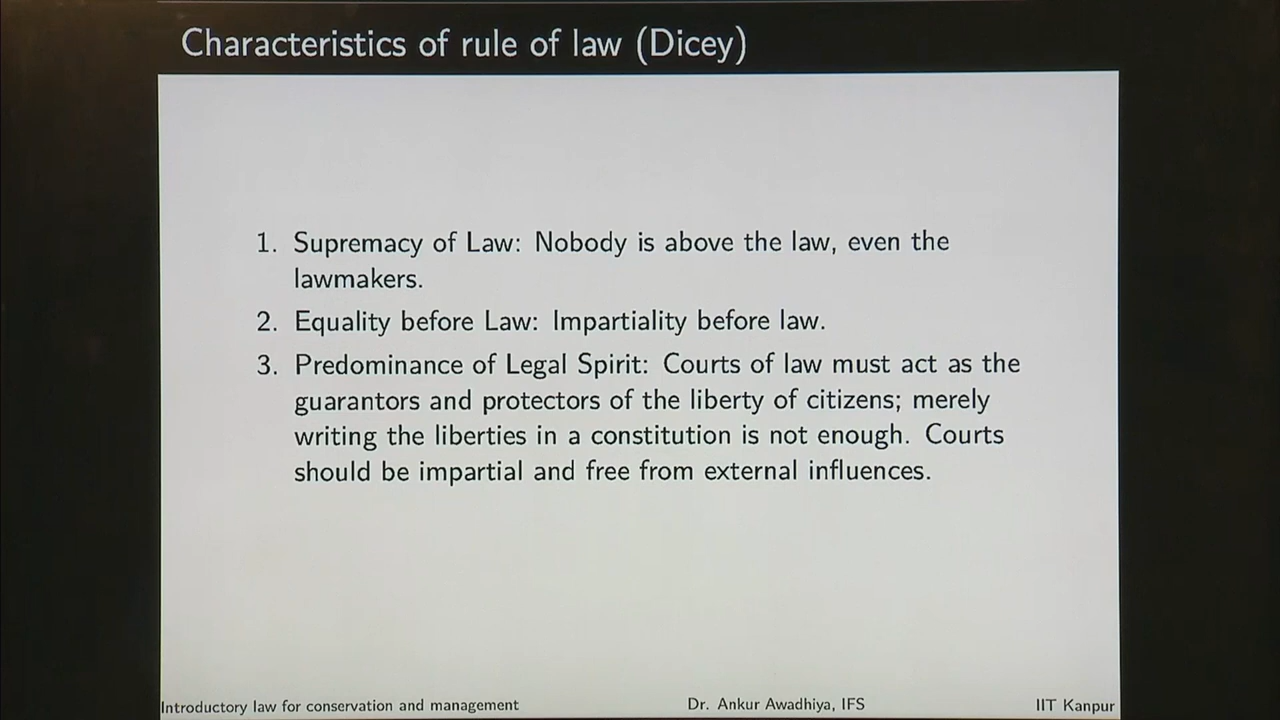 Characteristics of rule of law (Dicey)
1. Supremacy of Law: Nobody is above the law, even the
lawmakers.
2. Equality before Law: Impartiality before law.
3. Predominance of Legal Spirit: Courts of law must act as the
guarantors and protectors of the liberty of citizens; merely
writing the liberties in a constitution is not enough. Courts
should be impartial and free from external influences.
Introductory law for conservation and management Dr. Ankur Awadhiya, IFS IIT Kanpur